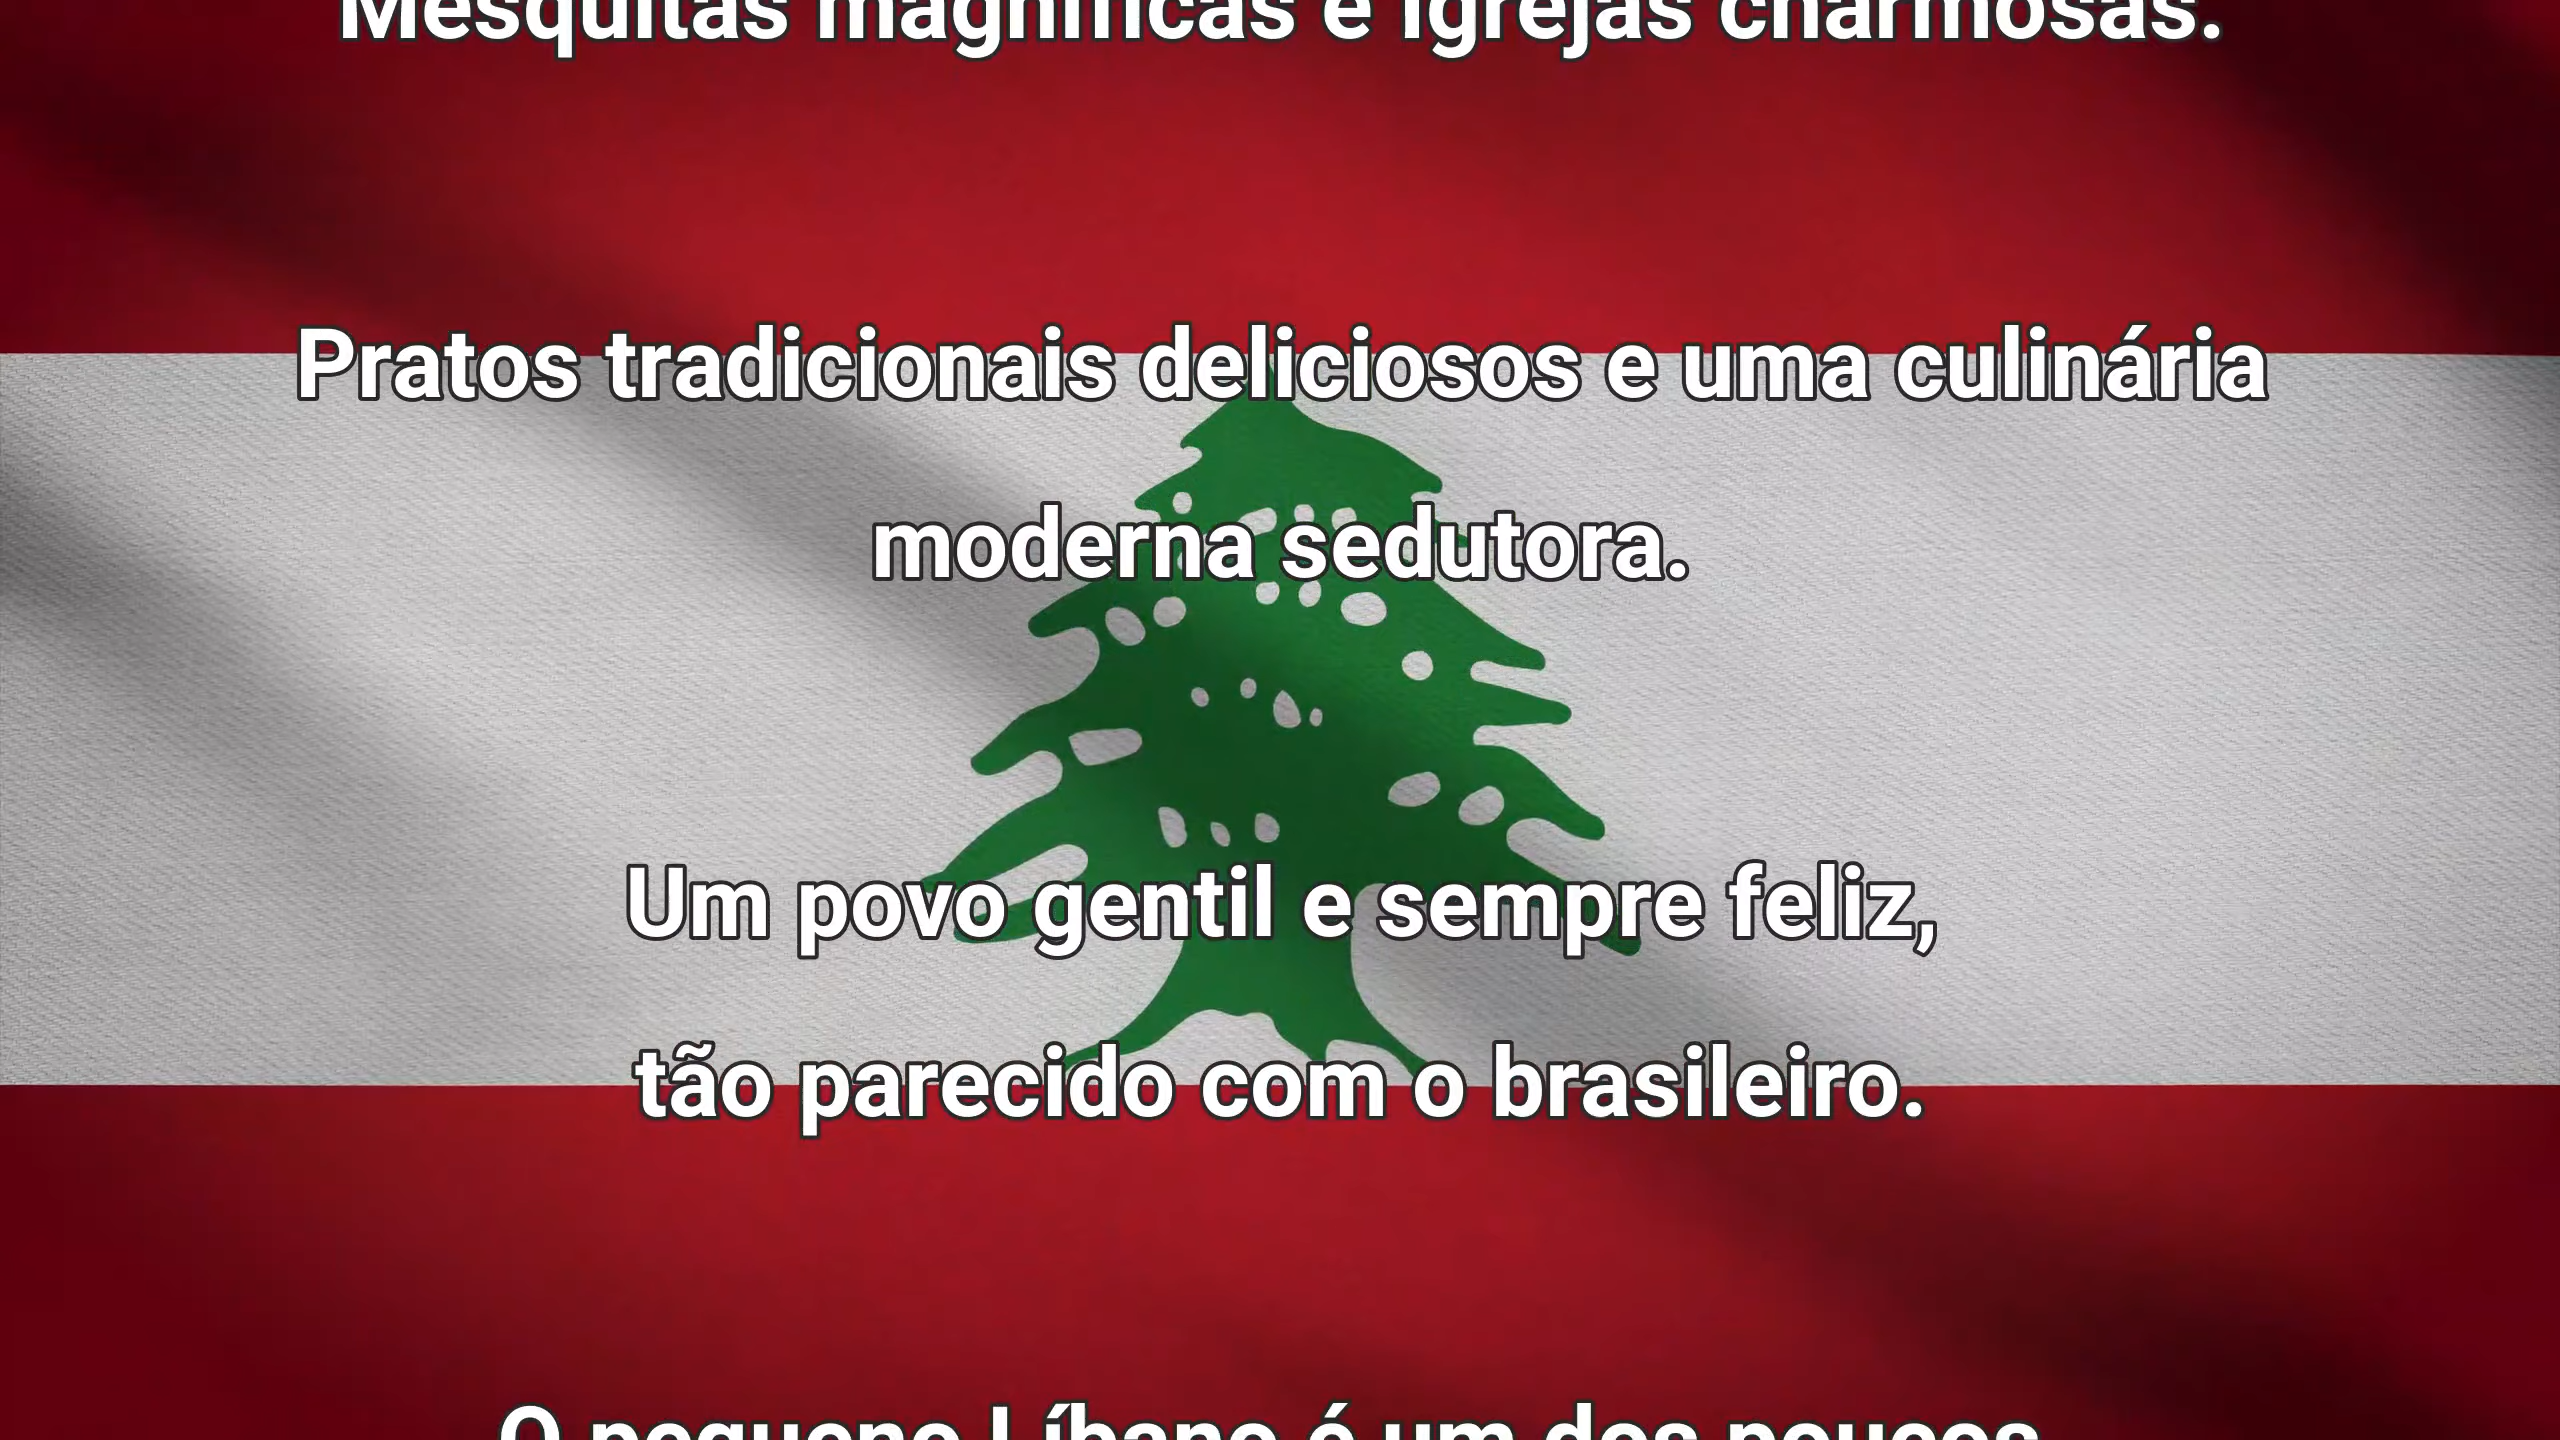 Mesquitas magníficas e igrejas charmosas.
Pratos tradicionais deliciosos e uma culinária
moderna sedutora.
Um povo gentil e sempre feliz,
tão parecido com o brasileiro.
O pequeno Líbano é um dos poucos